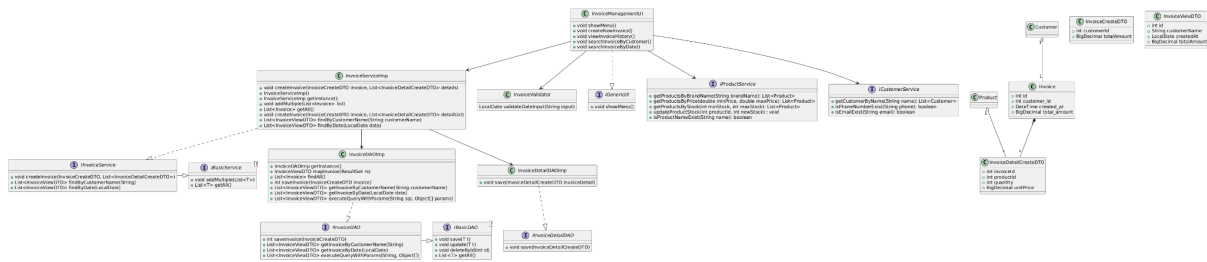 C InvoiceManagementUI
void showMenu()
void createNewInvoice()
void viewInvoiceHistory()
void searchInvoiceByCustomer()
void searchInvoiceByDate()
C InvoiceServiceImp
void createInvoice(InvoiceCreateDTO invoice, List<InvoiceDetailCreateDTO> details)
InvoiceServiceImp()
InvoiceServiceImp getInstance()
void addMultiple(List<Invoice> list)
List<Invoice> getAll()
void createInvoice(InvoiceCreateDTO invoice, List<InvoiceDetailCreateDTO> detailList)
List<InvoiceViewDTO> findByCustomerName(String customerName)
List<InvoiceViewDTO> findByDate(LocalDate date)
C InvoiceValidator
LocalDate validateDateInput(String input)
I IGenericUI
void showMenu()
I IProductService
getProductsByBrandName(String brandName): List<Product>
getProductsByPrice(double minPrice, double maxPrice): List<Product>
getProductsByStock(int minStock, int maxStock): List<Product>
updateProductStock(int productId, int newStock) : void
isProductNameExist(String name): boolean
I ICustomerService
getCustomerByName(String name): List<Customer>
isPhoneNumberExist(String phone): boolean
isEmailExist(String email): boolean
C Customer
1
1
C InvoiceCreateDTO
int customerId
BigDecimal totalAmount
C InvoiceViewDTO
int id
String customerName
LocalDate createdAt
BigDecimal totalAmount
C Product
1
C Invoice
int id
int customer_id
DateTime created_at
BigDecimal total_amount
C InvoiceDetailCreateDTO
int invoiceId
int productId
int quantity
BigDecimal unitPrice
I IInvoiceService
void createInvoice(InvoiceCreateDTO, List<InvoiceDetailCreateDTO>)
List<InvoiceViewDTO> findByCustomerName(String)
List<InvoiceViewDTO> findByDate(LocalDate)
I IBasicService
T
void addMultiple(List<T>)
List<T> getAll()
C InvoiceDAOImp
InvoiceDAOImp getInstance()
InvoiceViewDTO mapInvoice(ResultSet rs)
List<Invoice> findAll()
int saveInvoice(InvoiceCreateDTO invoice)
List<InvoiceViewDTO> getInvoiceByCustomerName(String customerName)
List<InvoiceViewDTO> getInvoiceByDate(LocalDate date)
List<InvoiceViewDTO> executeQueryWithParams(String sql, Object[] params)
C InvoiceDetailDAOImp
void save(InvoiceDetailCreateDTO invoiceDetail)
I IInvoiceDAO
int saveInvoice(InvoiceCreateDTO)
List<InvoiceViewDTO> getInvoiceByCustomerName(String)
List<InvoiceViewDTO> getInvoiceByDate(LocalDate)
List<InvoiceViewDTO> executeQueryWithParams(String, Object[])
I IBasicDAO
T
void save(T t)
void update(T t)
void deleteById(int id)
List<T> getAll()
I IInvoiceDetailDAO
void save(InvoiceDetailCreateDTO)